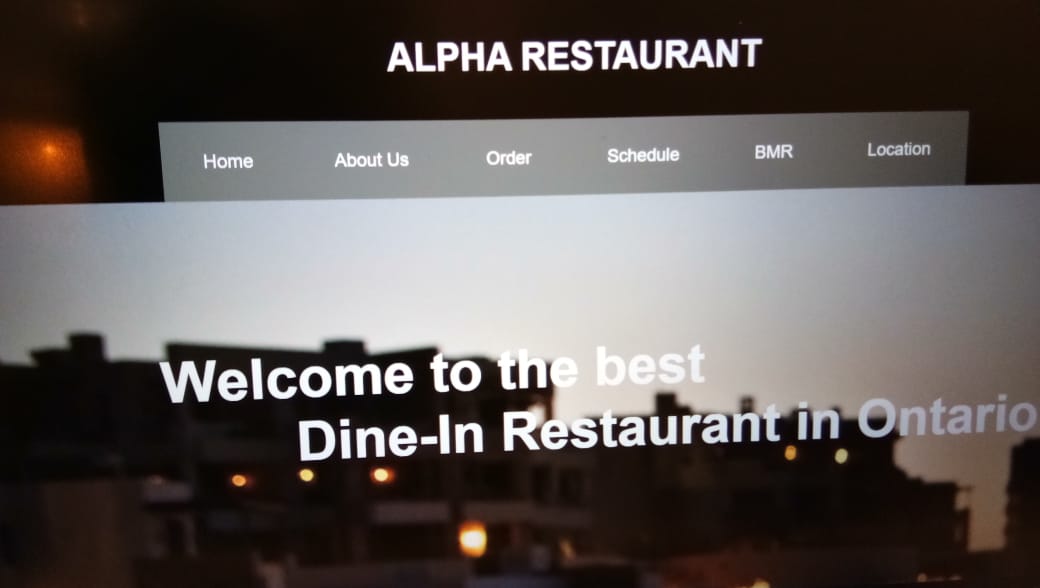 ALPHA RESTAURANT
Home About Us Order Schedule BMR Location
Welcome to the best
Dine-In Restaurant in Ontario